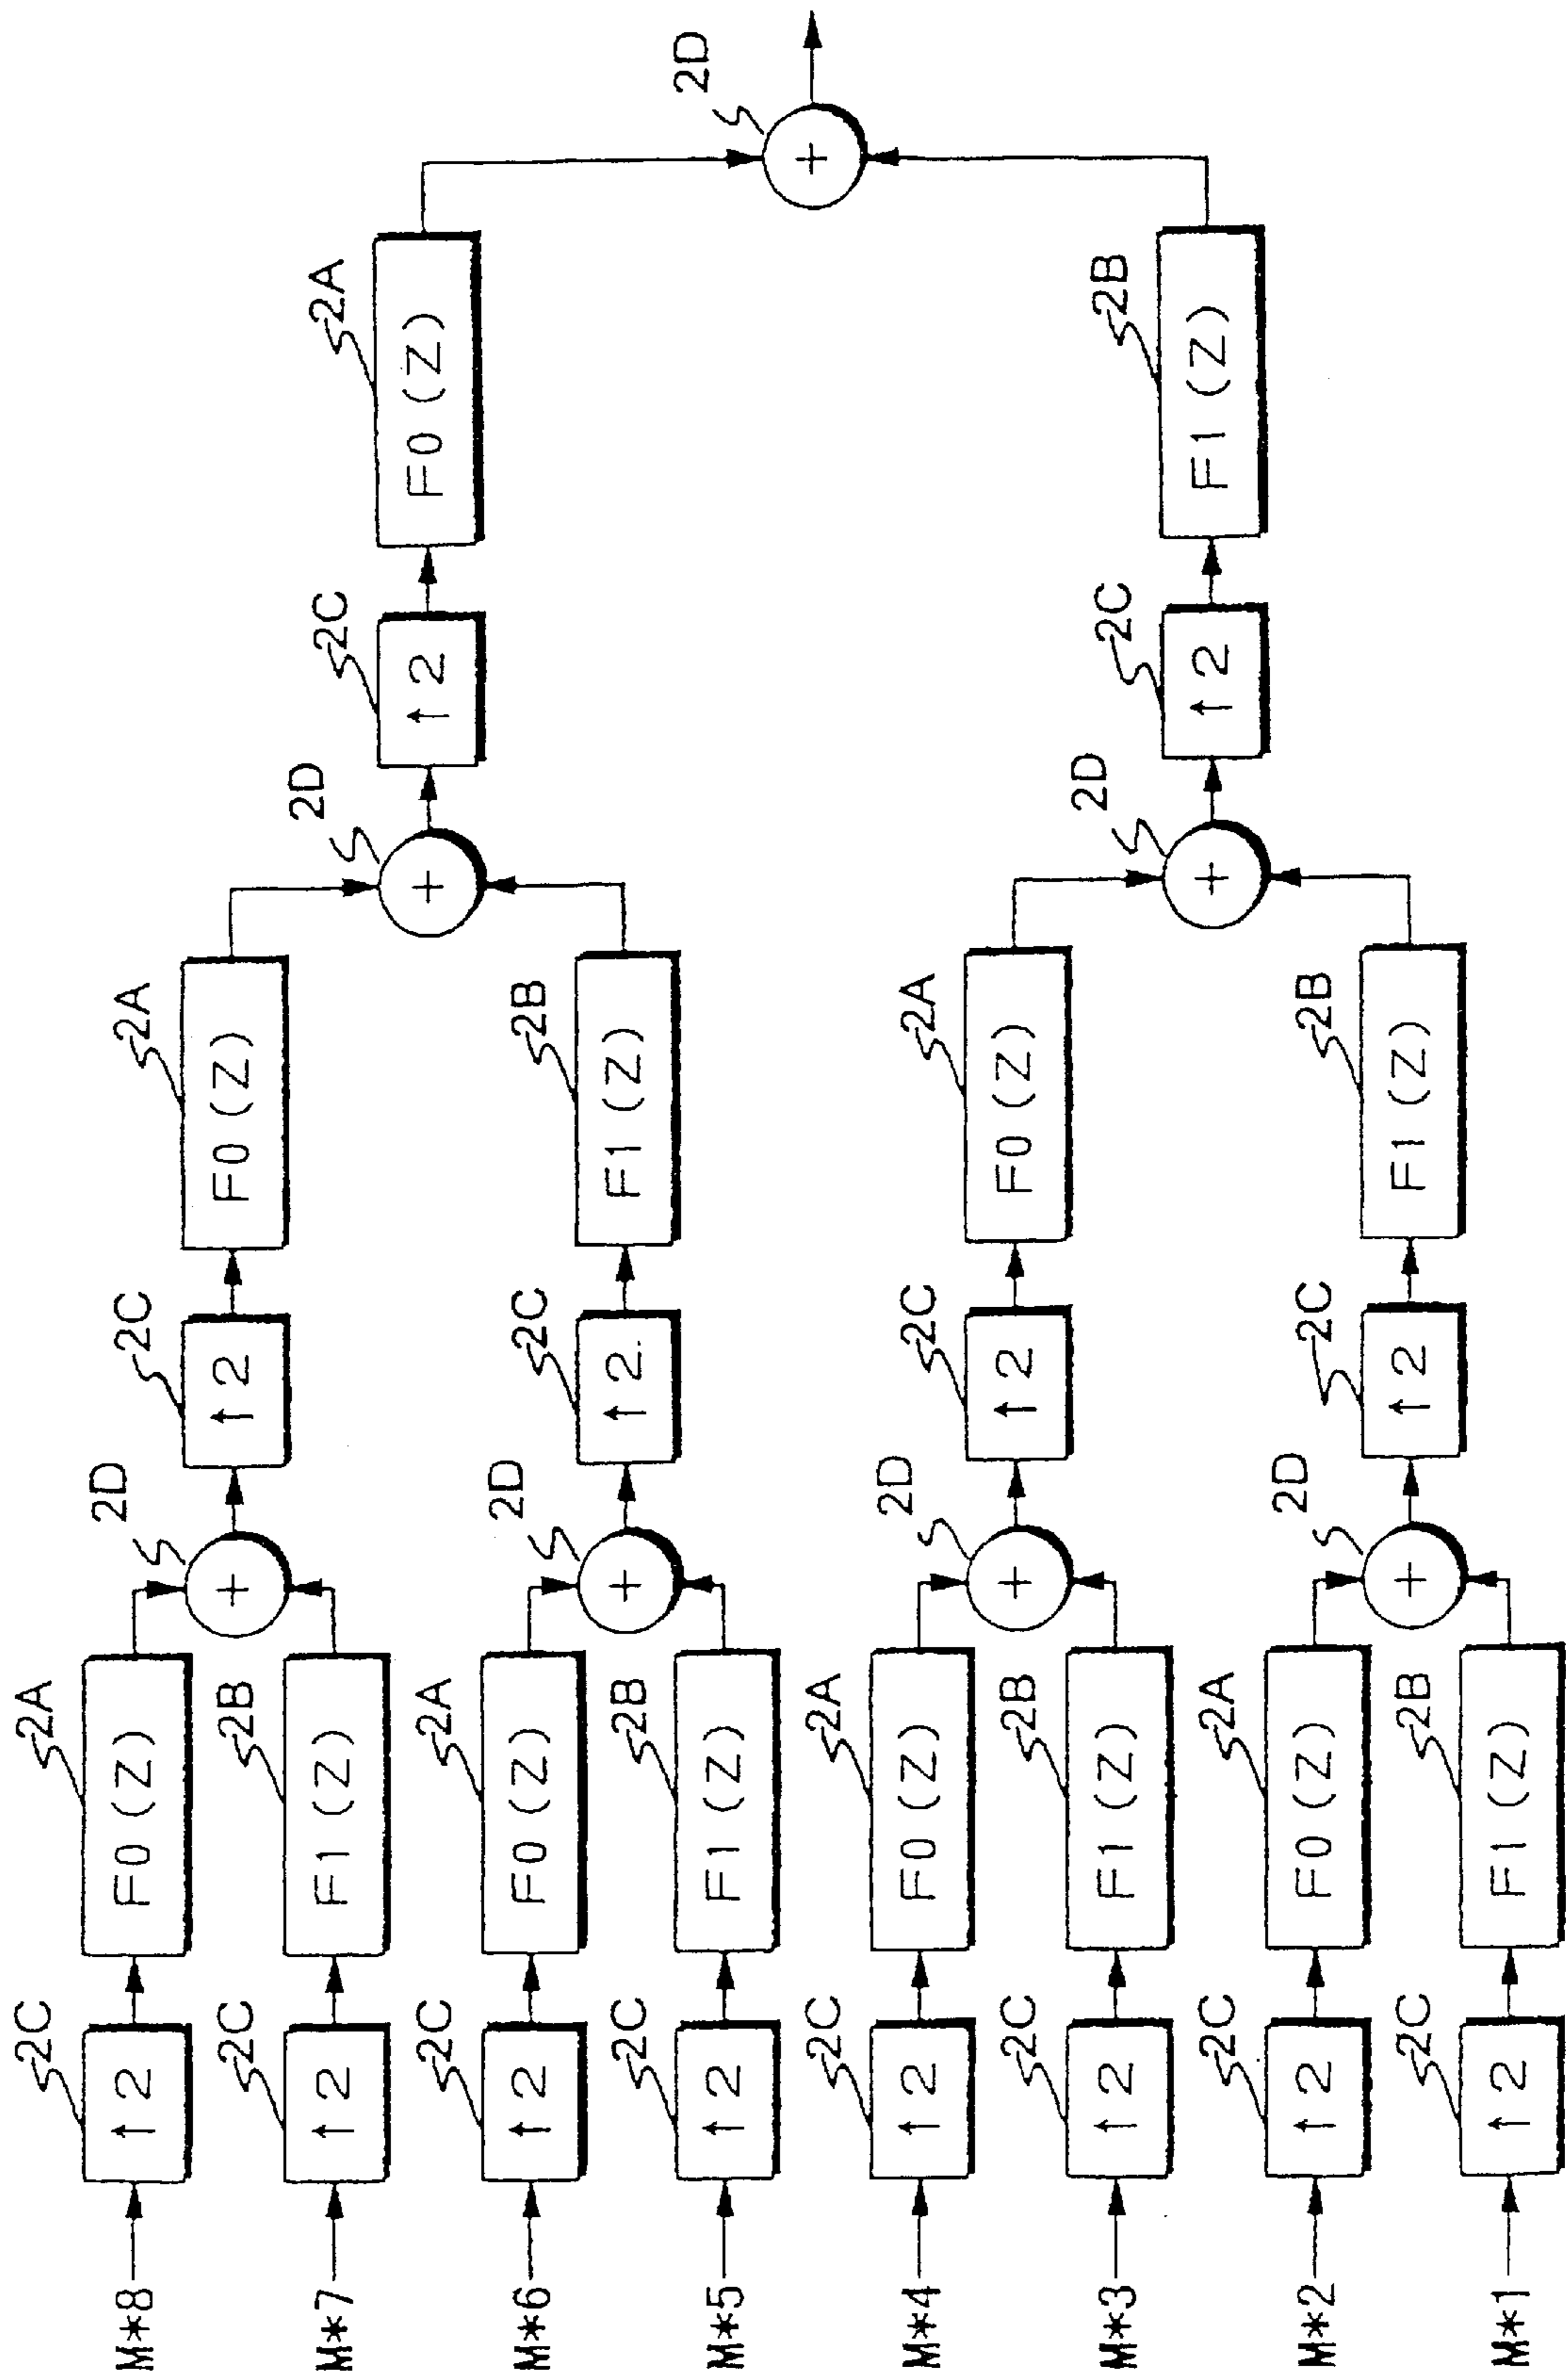 2C 2A
2D 2C 2A
M*8 ↑2 F0(Z)
2C 2B
+ ↑2 F0(Z)
2D 2C 2A
M*7 ↑2 F1(Z)
2C 2A
+ ↑2 F0(Z)
2D 2C 2B
M*6 ↑2 F0(Z)
2C 2B
+ ↑2 F1(Z)
2D
M*5 ↑2 F1(Z)
+
2C 2A
2D 2C 2A
M*4 ↑2 F0(Z)
2C 2B
+ ↑2 F0(Z)
2D 2C 2B
M*3 ↑2 F1(Z)
2C 2A
+ ↑2 F1(Z)
2D 2C 2B
M*2 ↑2 F0(Z)
2C 2B
+ ↑2 F1(Z)
M*1 ↑2 F1(Z)